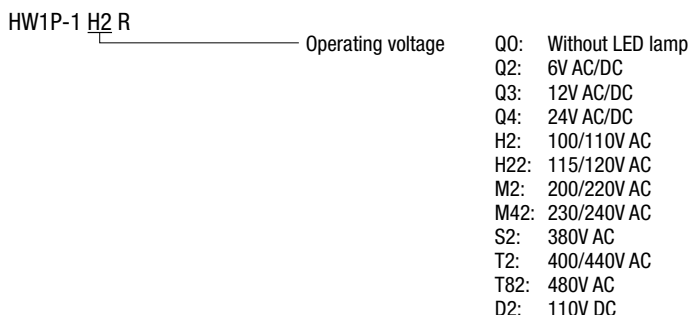 HW1P-1 H2 R
Operating voltage
Q0: Without LED lamp
Q2: 6V AC/DC
Q3: 12V AC/DC
Q4: 24V AC/DC
H2: 100/110V AC
H22: 115/120V AC
M2: 200/220V AC
M42: 230/240V AC
S2: 380V AC
T2: 400/440V AC
T82: 480V AC
D2: 110V DC